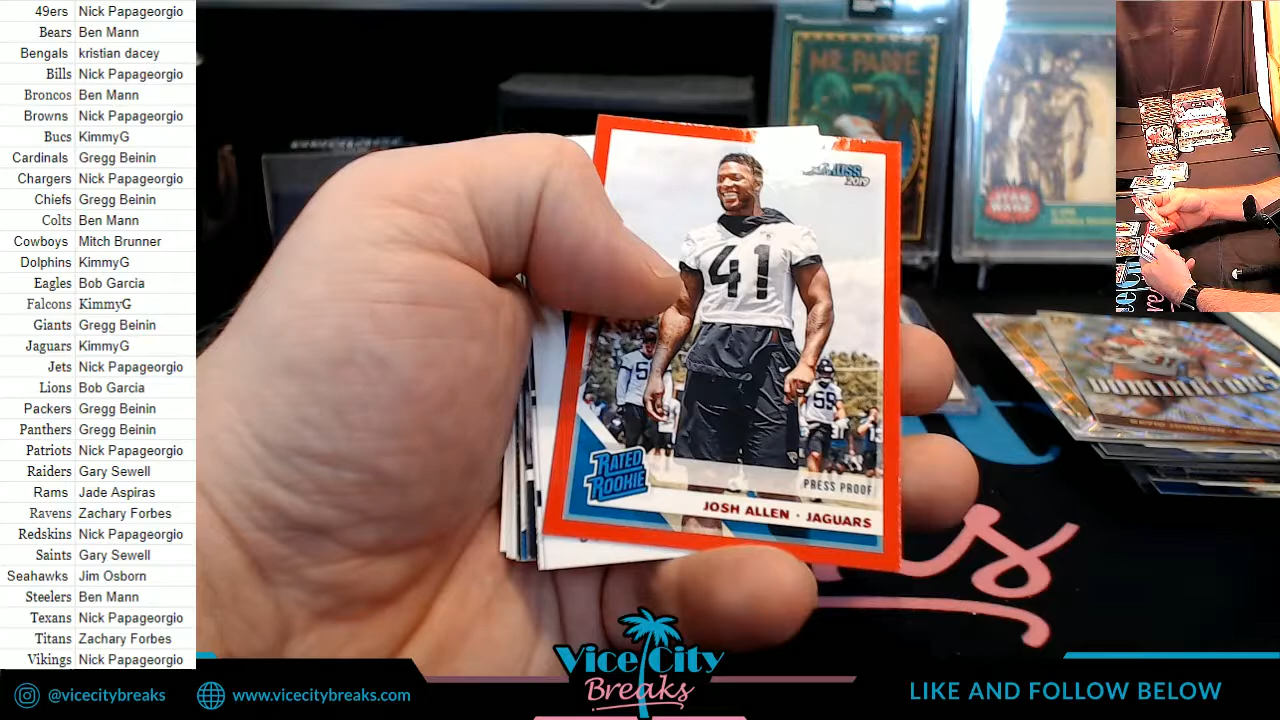 49ers Nick Papageorgio
Bears Ben Mann
Bengals kristian dacey
Bills Nick Papageorgio
Broncos Ben Mann
Browns Nick Papageorgio
Bucs KimmyG
Cardinals Gregg Beinin
Chargers Nick Papageorgio
Chiefs Gregg Beinin
Colts Ben Mann
Cowboys Mitch Brunner
Dolphins KimmyG
Eagles Bob Garcia
Falcons KimmyG
Giants Gregg Beinin
Jaguars KimmyG
Jets Nick Papageorgio
Lions Bob Garcia
Packers Gregg Beinin
Panthers Gregg Beinin
Patriots Nick Papageorgio
Raiders Gary Sewell
Rams Jade Aspiras
Ravens Zachary Forbes
Redskins Nick Papageorgio
Saints Gary Sewell
Seahawks Jim Osborn
Steelers Ben Mann
Texans Nick Papageorgio
Titans Zachary Forbes
Vikings Nick Papageorgio
2019
41
59
RATED
ROOKIE
PRESS PROOF
JOSH ALLEN · JAGUARS
STAR
WARS
Vice City
Breaks
@vicecitybreaks
www.vicecitybreaks.com
LIKE AND FOLLOW BELOW